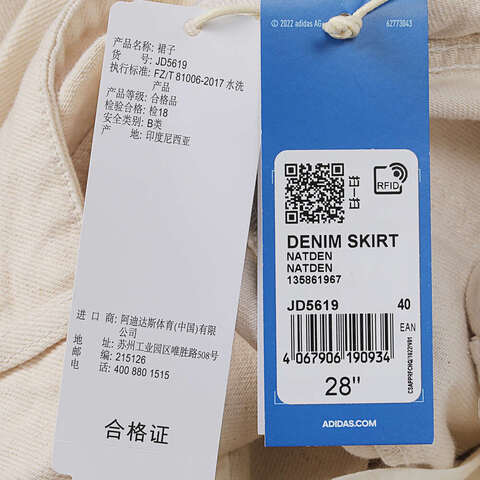 产品名称: 裙子
货 号: JD5619
执行标准: FZ/T 81006-2017 水洗
产品
产品等级: 合格品
检验合格: 检18
安全类别: B类
产 地: 印度尼西亚
进 口 商: 阿迪达斯体育(中国)有限
公司
地 址: 苏州工业园区唯胜路508号
邮 编: 215126
电 话: 400 880 1515
合格证
© 2022 adidas AG
62773043
RFID
DENIM SKIRT
NATDEN
NATDEN
135861967
JD5619 40
EAN
4 067906 190934
28"
ADIDAS.COM